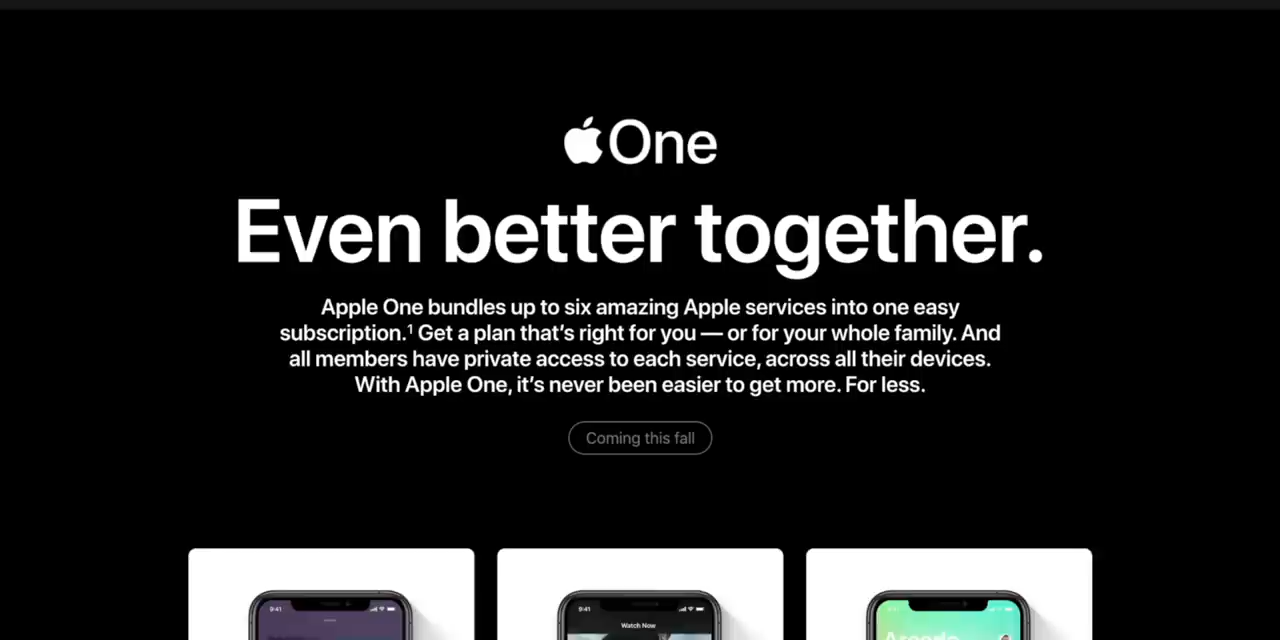 One
Even better together.
Apple One bundles up to six amazing Apple services into one easy
subscription.¹ Get a plan that’s right for you — or for your whole family. And
all members have private access to each service, across all their devices.
With Apple One, it’s never been easier to get more. For less.
Coming this fall
9:41
9:41
Watch Now
9:41
Arcade